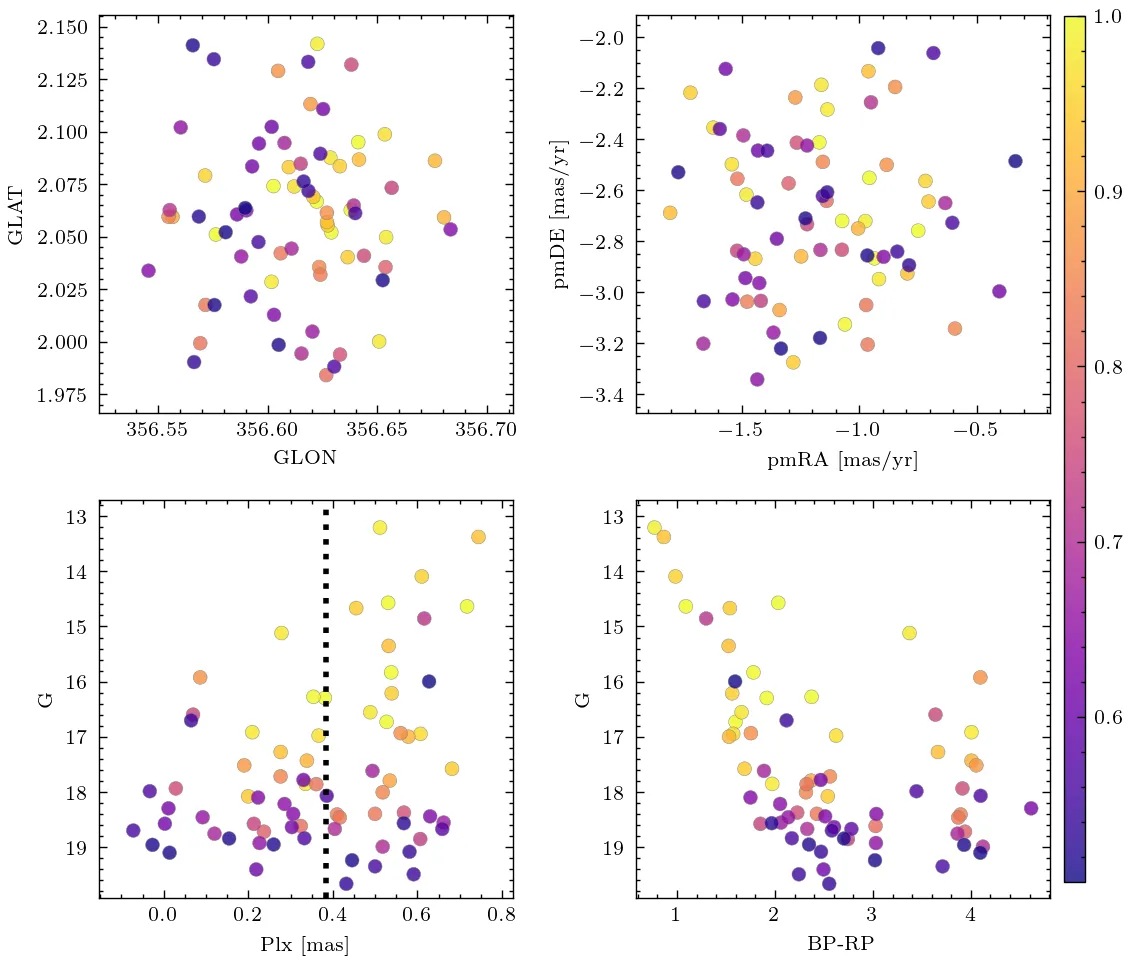 2.150
2.125
2.100
2.075
2.050
2.025
2.000
1.975
GLAT
356.55 356.60 356.65 356.70
GLON
−2.0
−2.2
−2.4
−2.6
−2.8
−3.0
−3.2
−3.4
pmDE [mas/yr]
−1.5 −1.0 −0.5
pmRA [mas/yr]
1.0
0.9
0.8
0.7
0.6
13
14
15
16
17
18
19
G
0.0 0.2 0.4 0.6 0.8
Plx [mas]
13
14
15
16
17
18
19
G
1 2 3 4
BP-RP